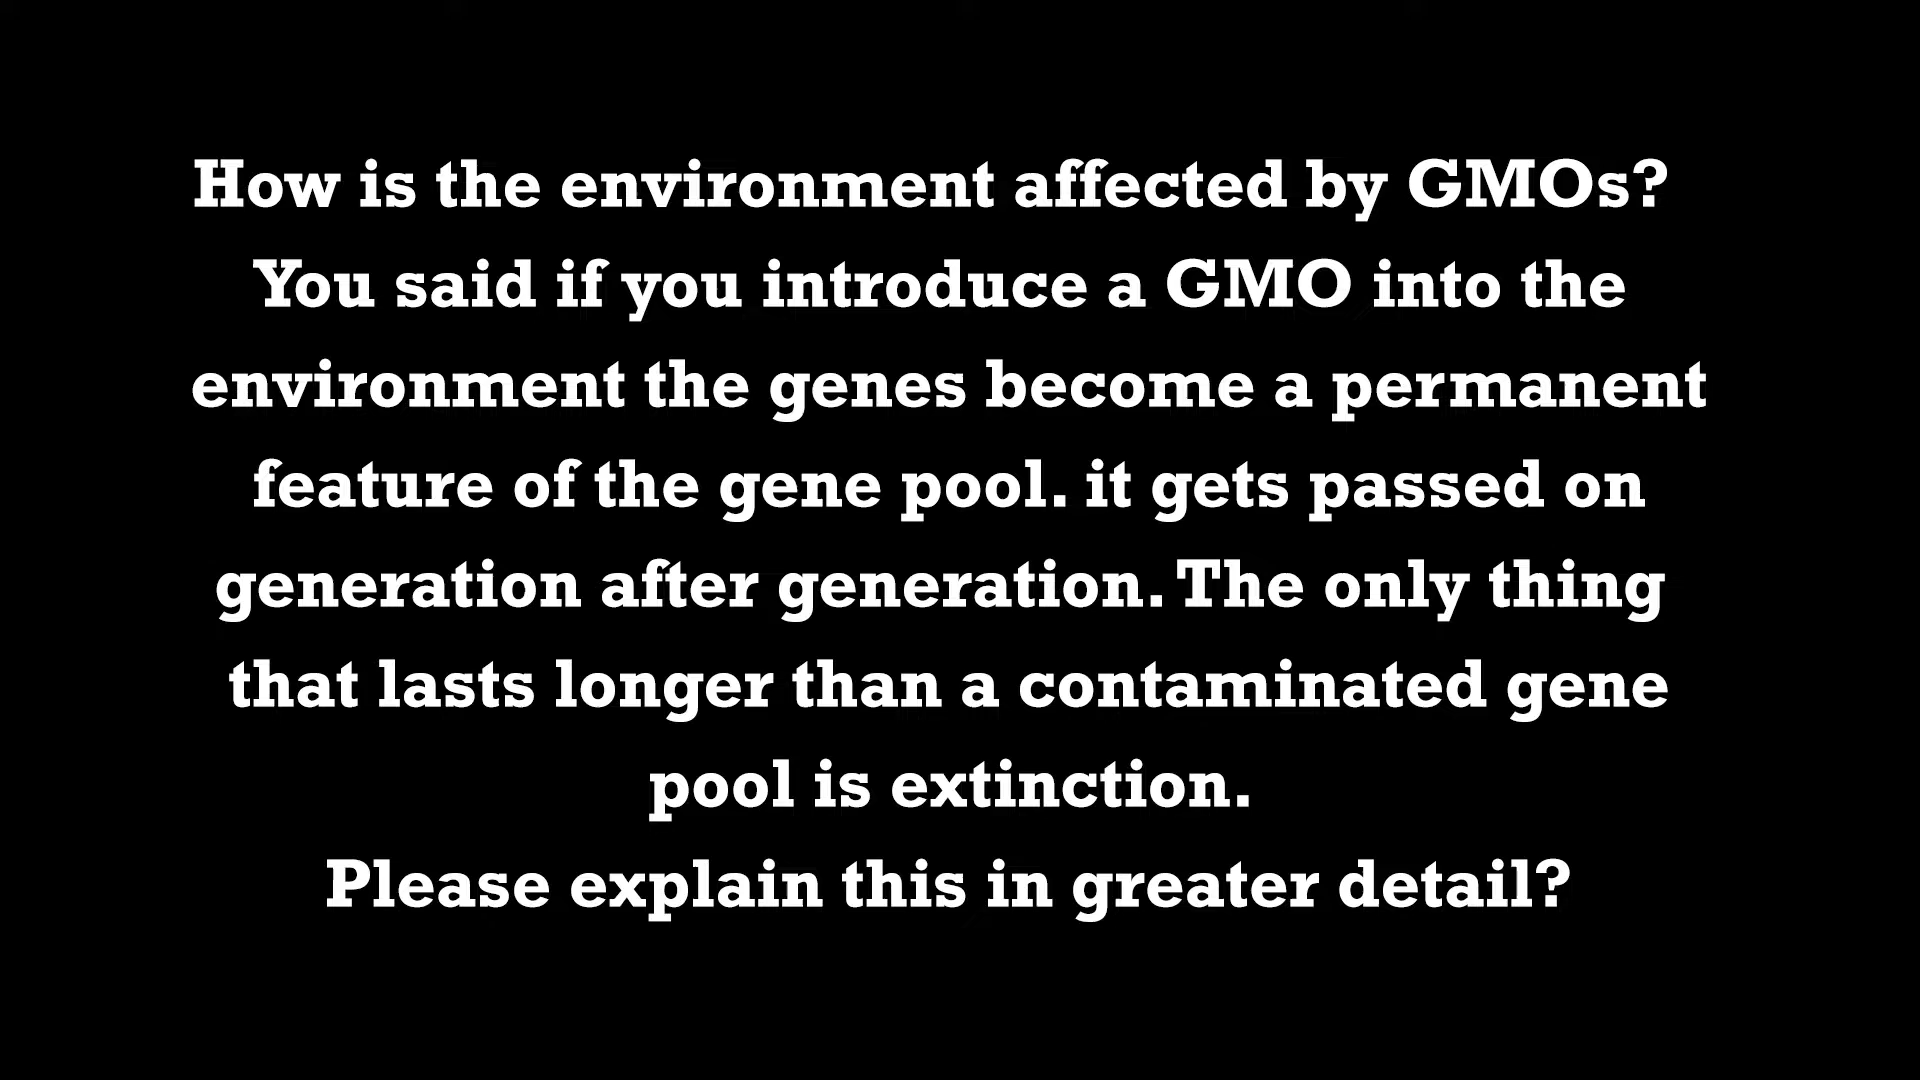 How is the environment affected by GMOs?
You said if you introduce a GMO into the
environment the genes become a permanent
feature of the gene pool. it gets passed on
generation after generation. The only thing
that lasts longer than a contaminated gene
pool is extinction.
Please explain this in greater detail?